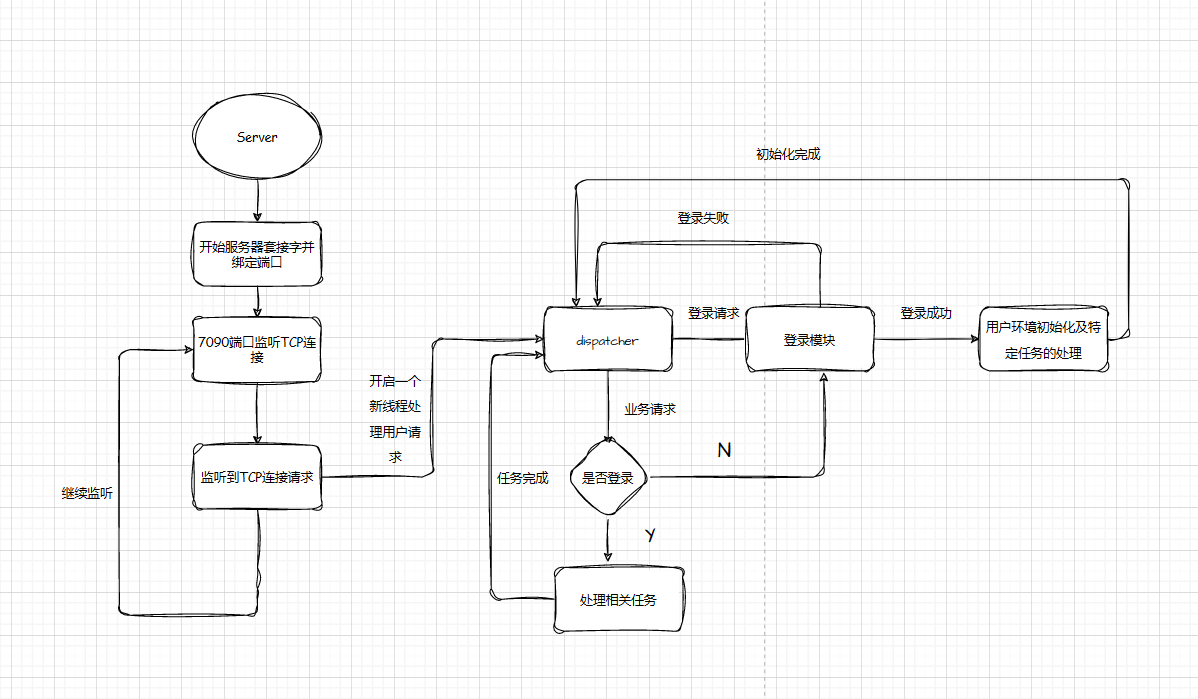 Server
开始服务器套接字并
绑定端口
7090端口监听TCP连
接
监听到TCP连接请求
继续监听
开启一个
新线程处
理用户请
求
初始化完成
登录失败
dispatcher
登录请求
登录模块
登录成功
用户环境初始化及特
定任务的处理
业务请求
任务完成
是否登录
N
Y
处理相关任务